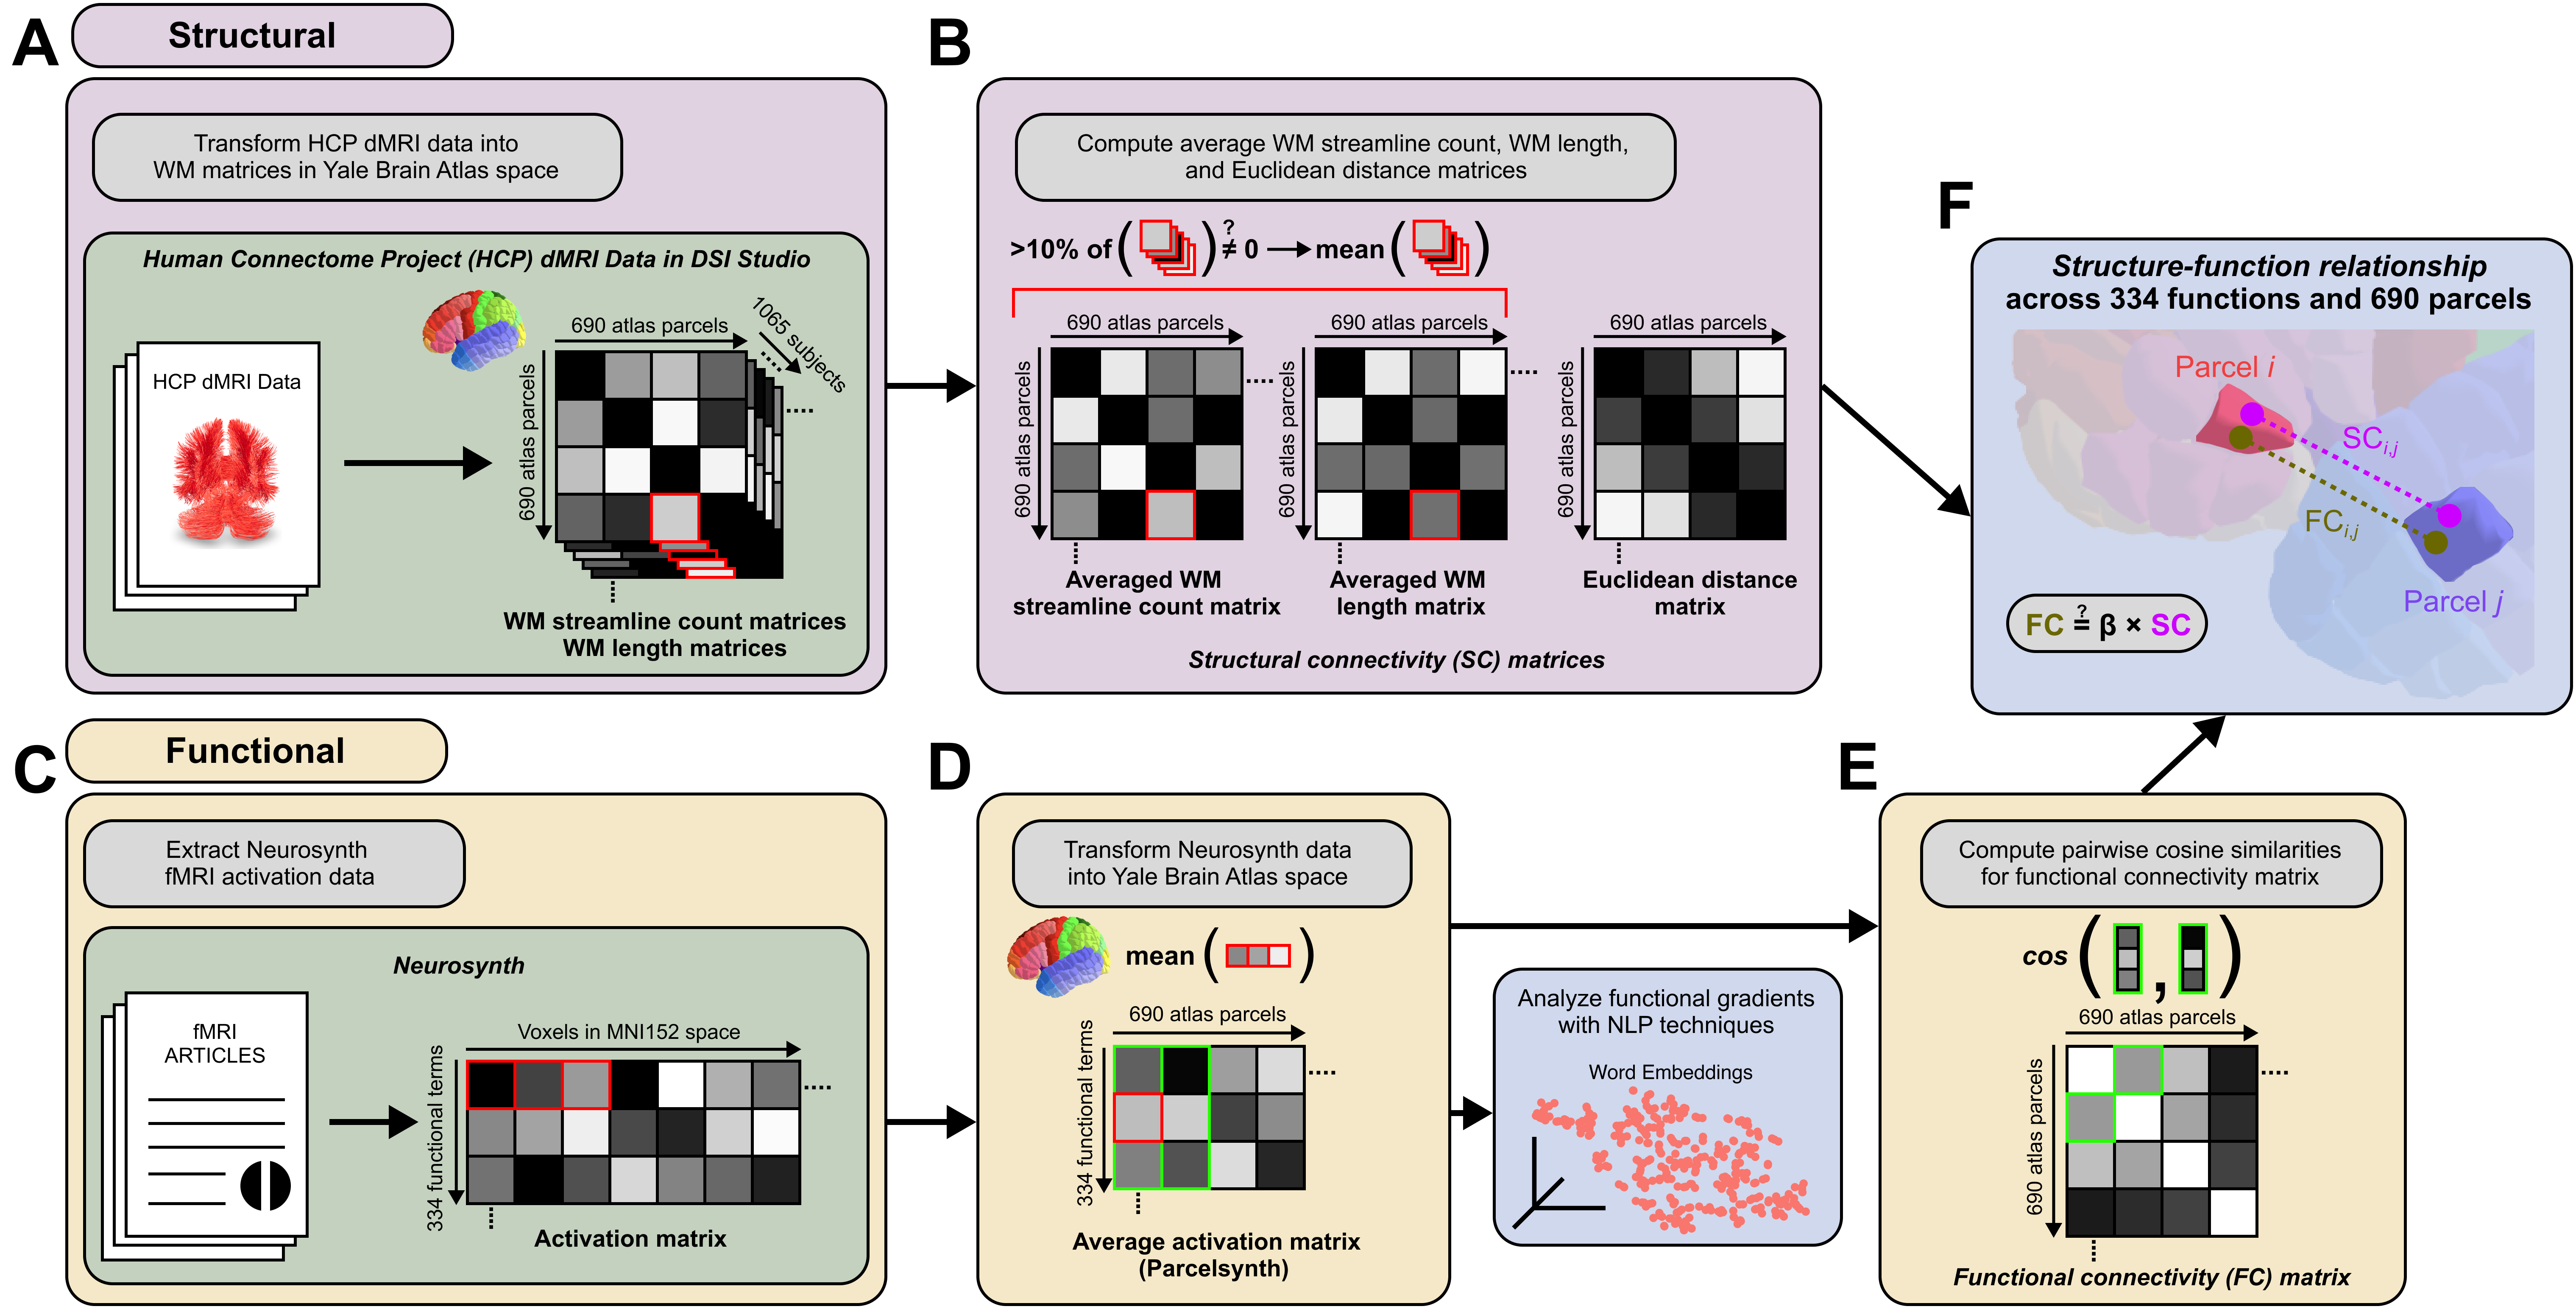 A
Structural
Transform HCP dMRI data into
WM matrices in Yale Brain Atlas space
Human Connectome Project (HCP) dMRI Data in DSI Studio
HCP dMRI Data
690 atlas parcels
1065 subjects
690 atlas parcels
WM streamline count matrices
WM length matrices
B
Compute average WM streamline count, WM length,
and Euclidean distance matrices
>10% of ( ) ≠? 0 → mean ( )
690 atlas parcels
690 atlas parcels
Averaged WM
streamline count matrix
690 atlas parcels
690 atlas parcels
Averaged WM
length matrix
690 atlas parcels
690 atlas parcels
Euclidean distance
matrix
Structural connectivity (SC) matrices
C
Functional
Extract Neurosynth
fMRI activation data
Neurosynth
fMRI
ARTICLES
Voxels in MNI152 space
334 functional terms
Activation matrix
D
Transform Neurosynth data
into Yale Brain Atlas space
mean ( )
690 atlas parcels
334 functional terms
Average activation matrix
(Parcelsynth)
Analyze functional gradients
with NLP techniques
Word Embeddings
E
Compute pairwise cosine similarities
for functional connectivity matrix
cos ( , )
690 atlas parcels
690 atlas parcels
Functional connectivity (FC) matrix
F
Structure-function relationship
across 334 functions and 690 parcels
Parcel i
SCi,j
FCi,j
Parcel j
FC =? β × SC